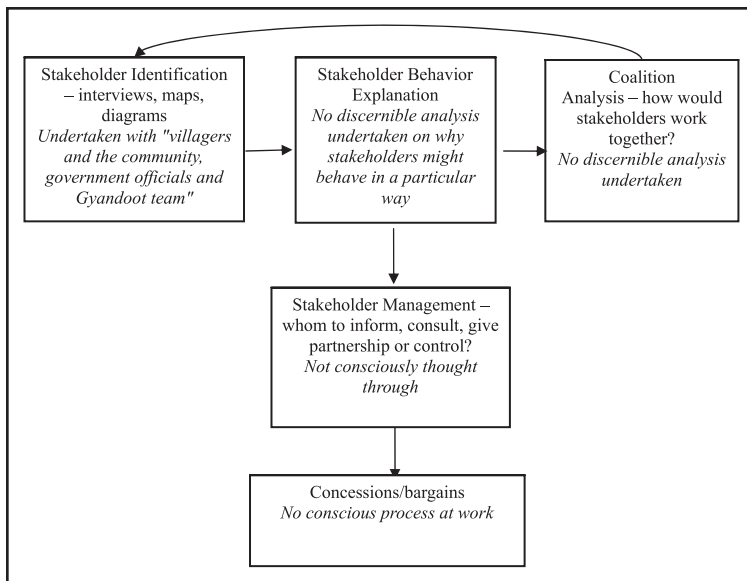 Stakeholder Identification
– interviews, maps,
diagrams
Undertaken with "villagers
and the community,
government officials and
Gyandoot team"
Stakeholder Behavior
Explanation
No discernible analysis
undertaken on why
stakeholders might
behave in a particular
way
Coalition
Analysis – how would
stakeholders work
together?
No discernible analysis
undertaken
Stakeholder Management –
whom to inform, consult, give
partnership or control?
Not consciously thought
through
Concessions/bargains
No conscious process at work